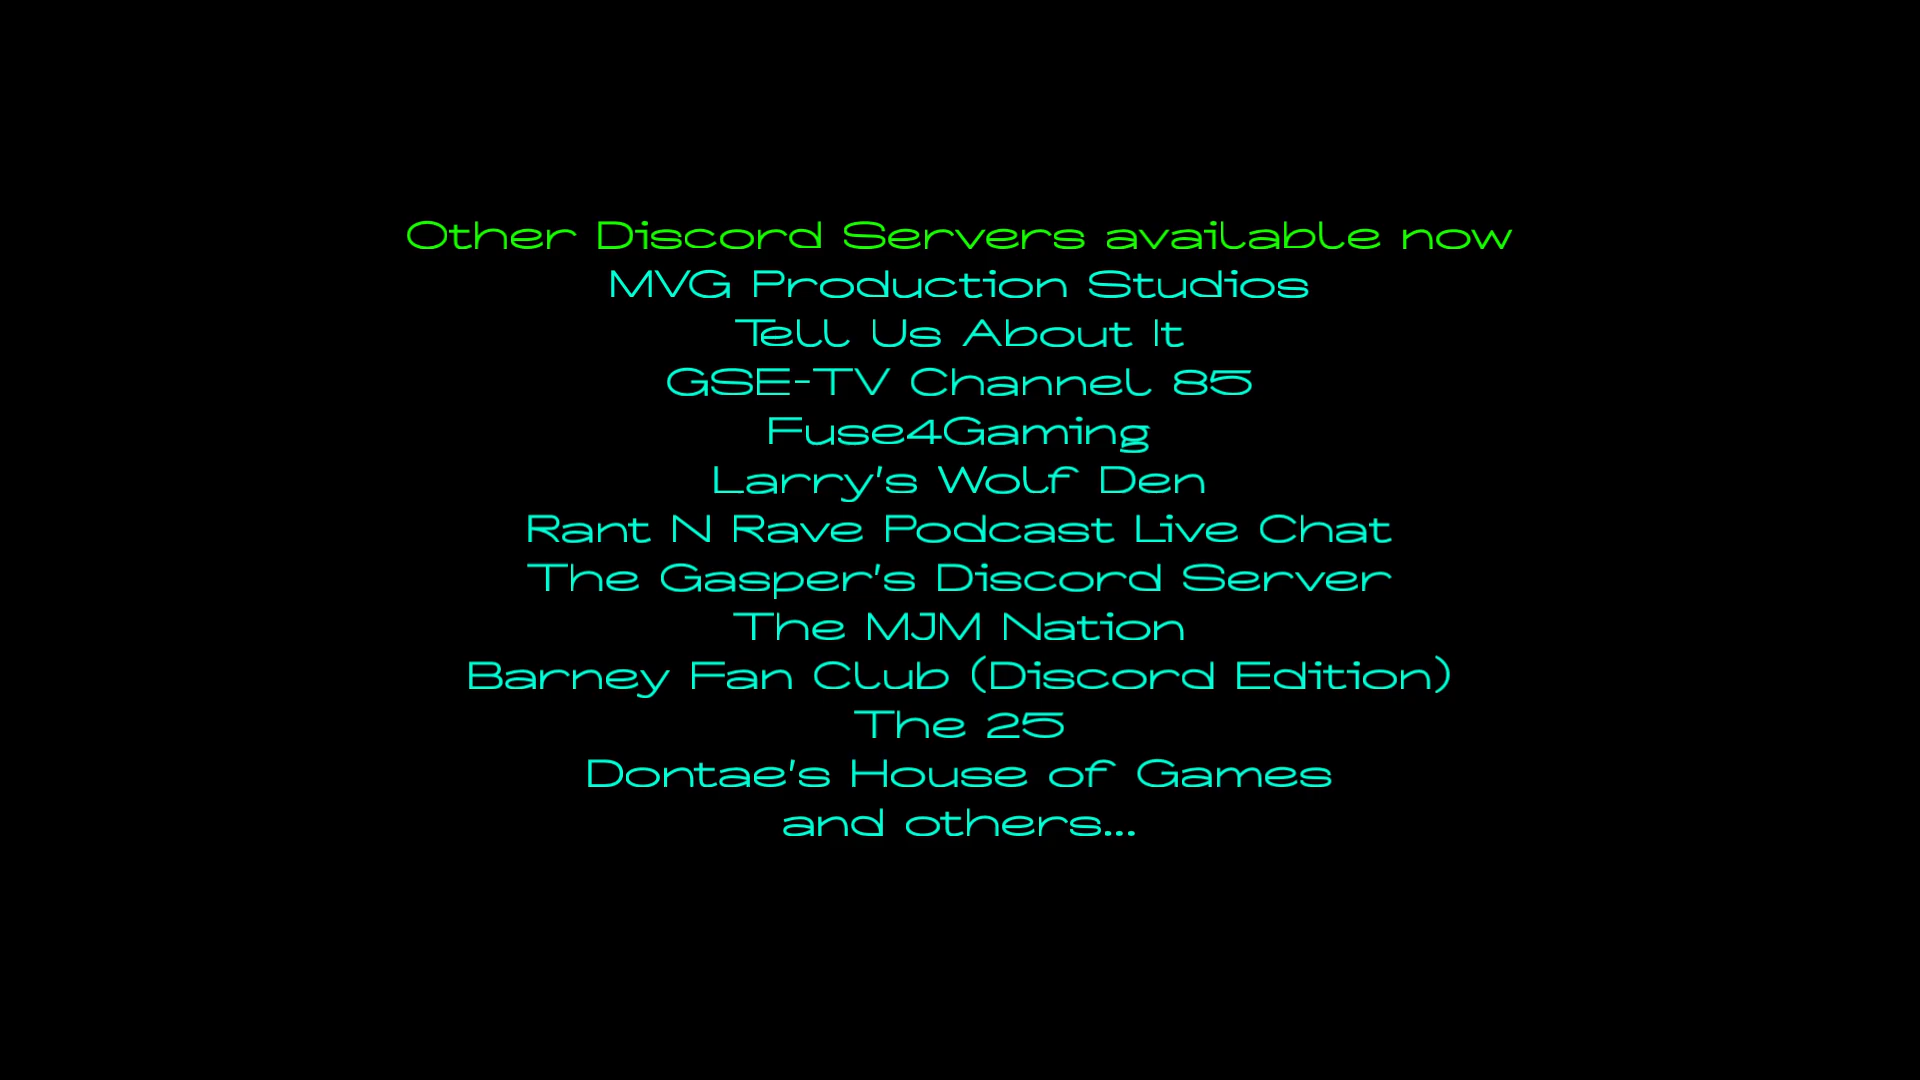 Other Discord Servers available now
MVG Production Studios
Tell Us About It
GSE-TV Channel 85
Fuse4Gaming
Larry's Wolf Den
Rant N Rave Podcast Live Chat
The Gasper's Discord Server
The MJM Nation
Barney Fan Club (Discord Edition)
The 25
Dontae's House of Games
and others...